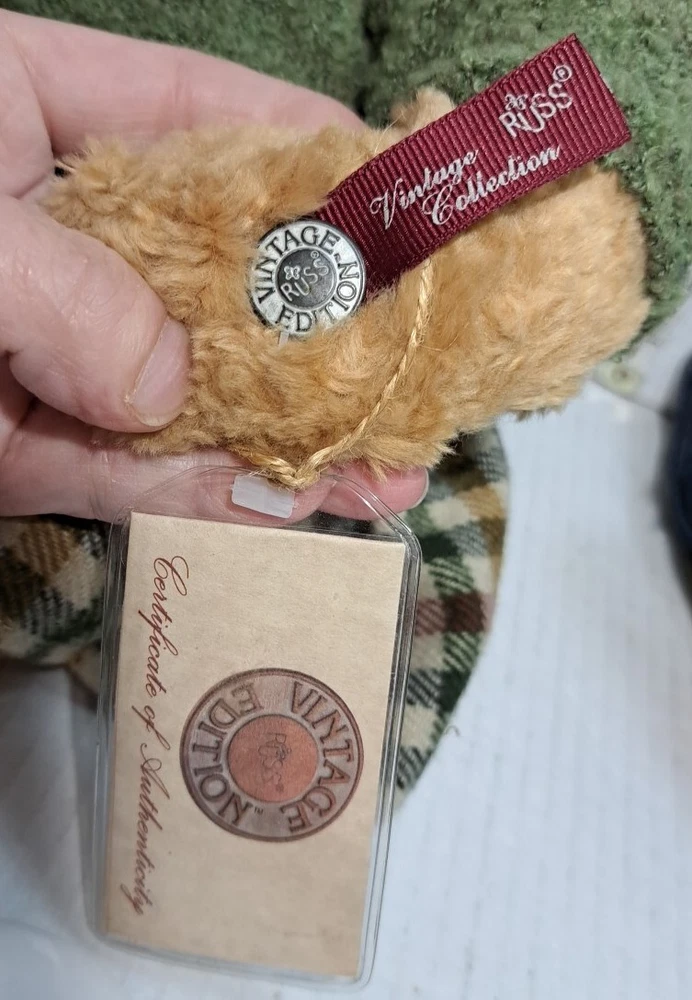 RUSS®
Vintage
Collection
VINTAGE
EDITION
RUSS®
Certificate of Authenticity
VINTAGE
EDITION
RUSS